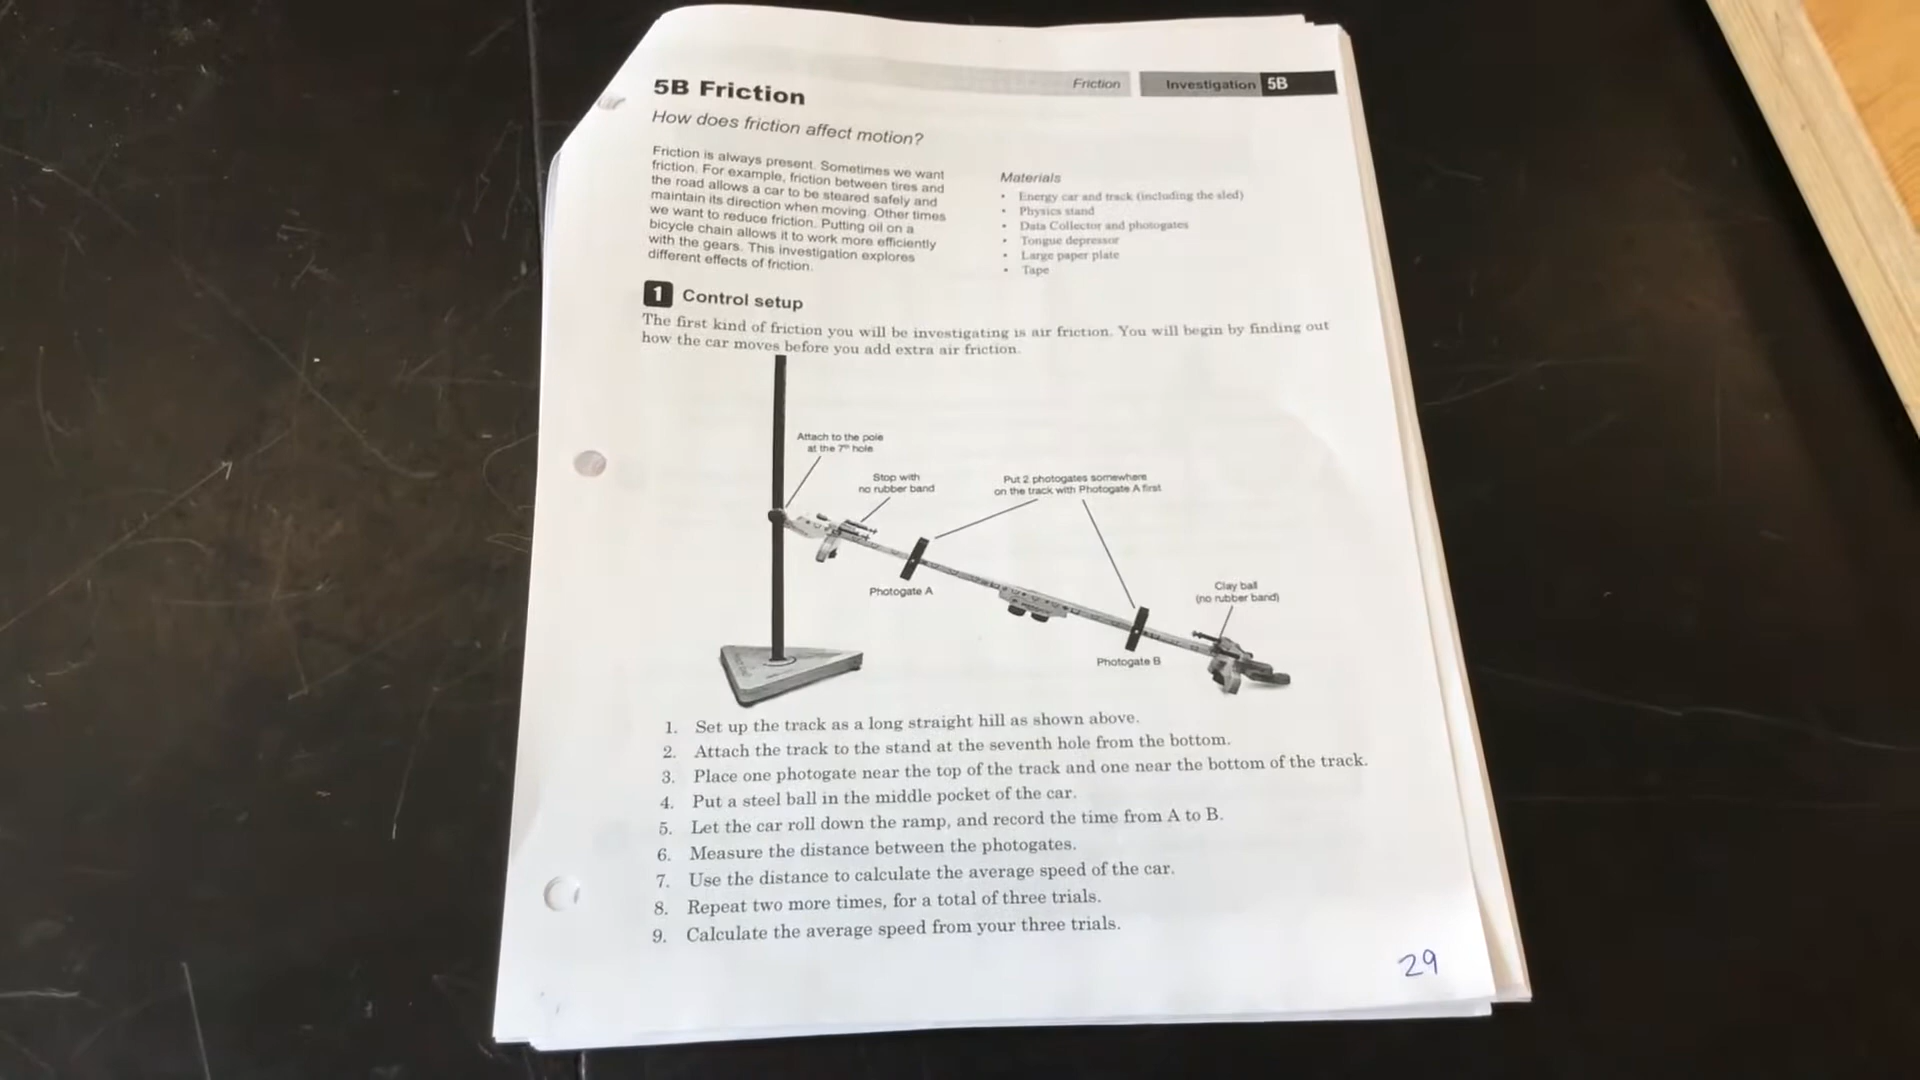 Friction Investigation 5B
5B Friction
How does friction affect motion?
Friction is always present. Sometimes we want
friction. For example, friction between tires and
the road allows a car to be steared safely and
maintain its direction when moving. Other times
we want to reduce friction. Putting oil on a
bicycle chain allows it to work more efficiently
with the gears. This investigation explores
different effects of friction.
Materials
• Energy car and track (including the sled)
• Physics stand
• Data Collector and photogates
• Tongue depressor
• Large paper plate
• Tape
1 Control setup
The first kind of friction you will be investigating is air friction. You will begin by finding out
how the car moves before you add extra air friction.
Attach to the pole
at the 7th hole
Stop with
no rubber band
Put 2 photogates somewhere
on the track with Photogate A first
Photogate A
Clay ball
(no rubber band)
Photogate B
1. Set up the track as a long straight hill as shown above.
2. Attach the track to the stand at the seventh hole from the bottom.
3. Place one photogate near the top of the track and one near the bottom of the track.
4. Put a steel ball in the middle pocket of the car.
5. Let the car roll down the ramp, and record the time from A to B.
6. Measure the distance between the photogates.
7. Use the distance to calculate the average speed of the car.
8. Repeat two more times, for a total of three trials.
9. Calculate the average speed from your three trials.
29